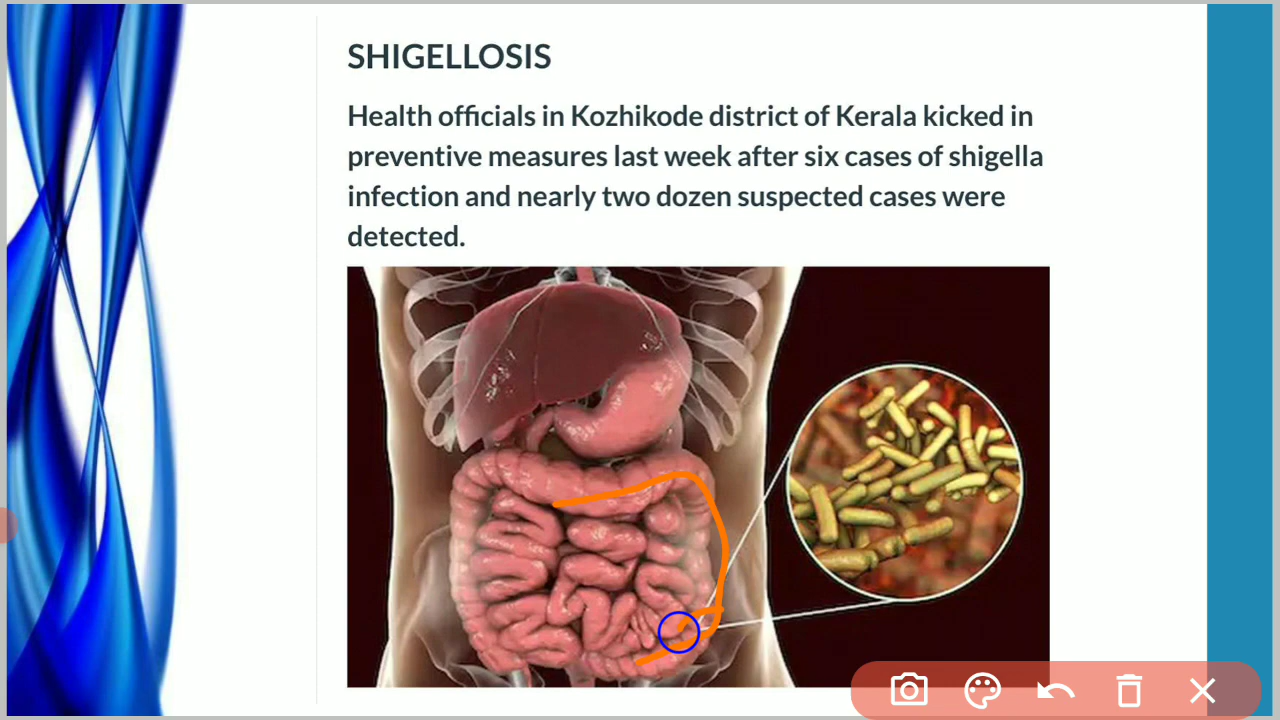 SHIGELLOSIS
Health officials in Kozhikode district of Kerala kicked in
preventive measures last week after six cases of shigella
infection and nearly two dozen suspected cases were
detected.